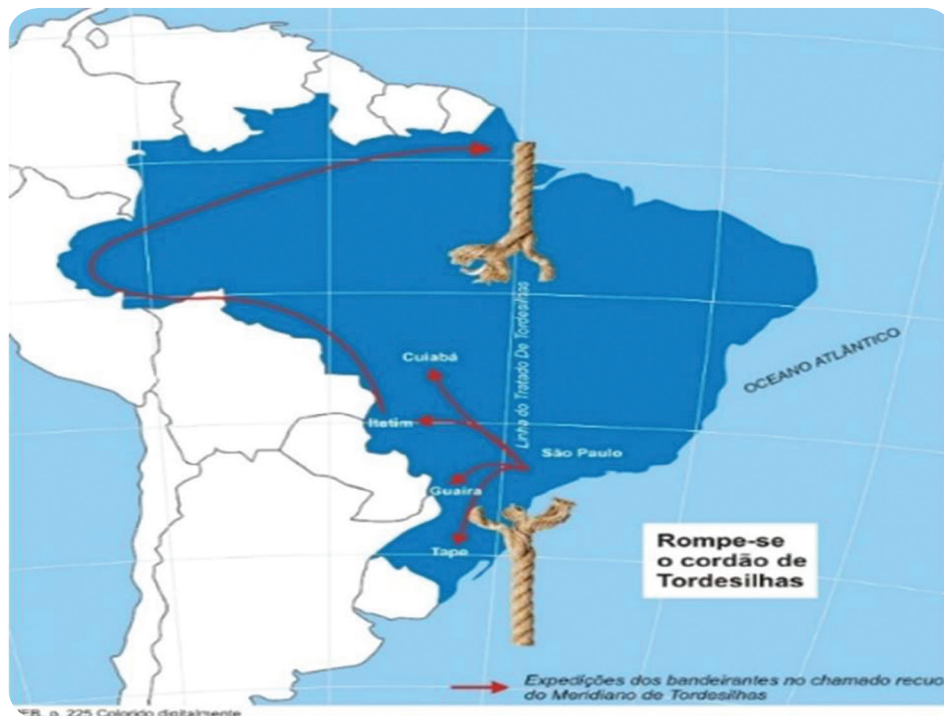 Cuiabá
Linha do Tratado De Tordesilhas
OCEANO ATLÂNTICO
Itatim
São Paulo
Guaira
Tape
Rompe-se
o cordão de
Tordesilhas
Expedições dos bandeirantes no chamado recuo
do Meridiano de Tordesilhas
p. 225 Colorido digitalmente